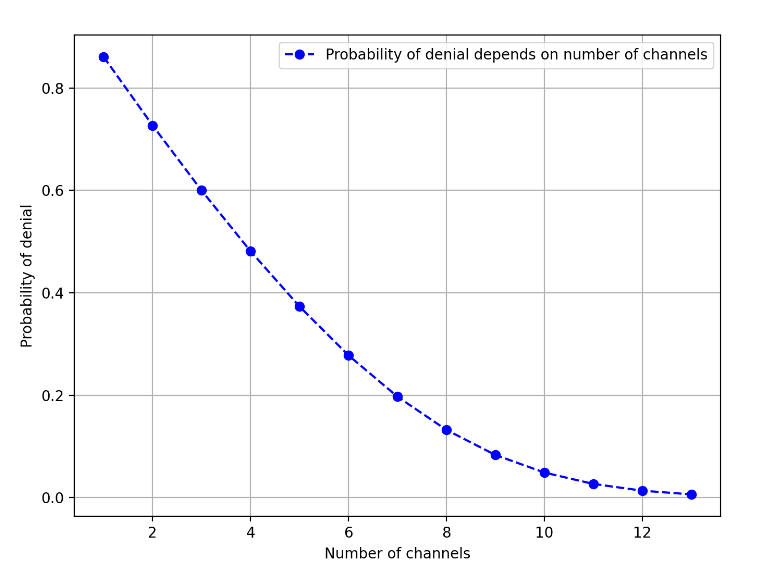 Probability of denial depends on number of channels
0.8
0.6
0.4
0.2
0.0
Probability of denial
2 4 6 8 10 12
Number of channels